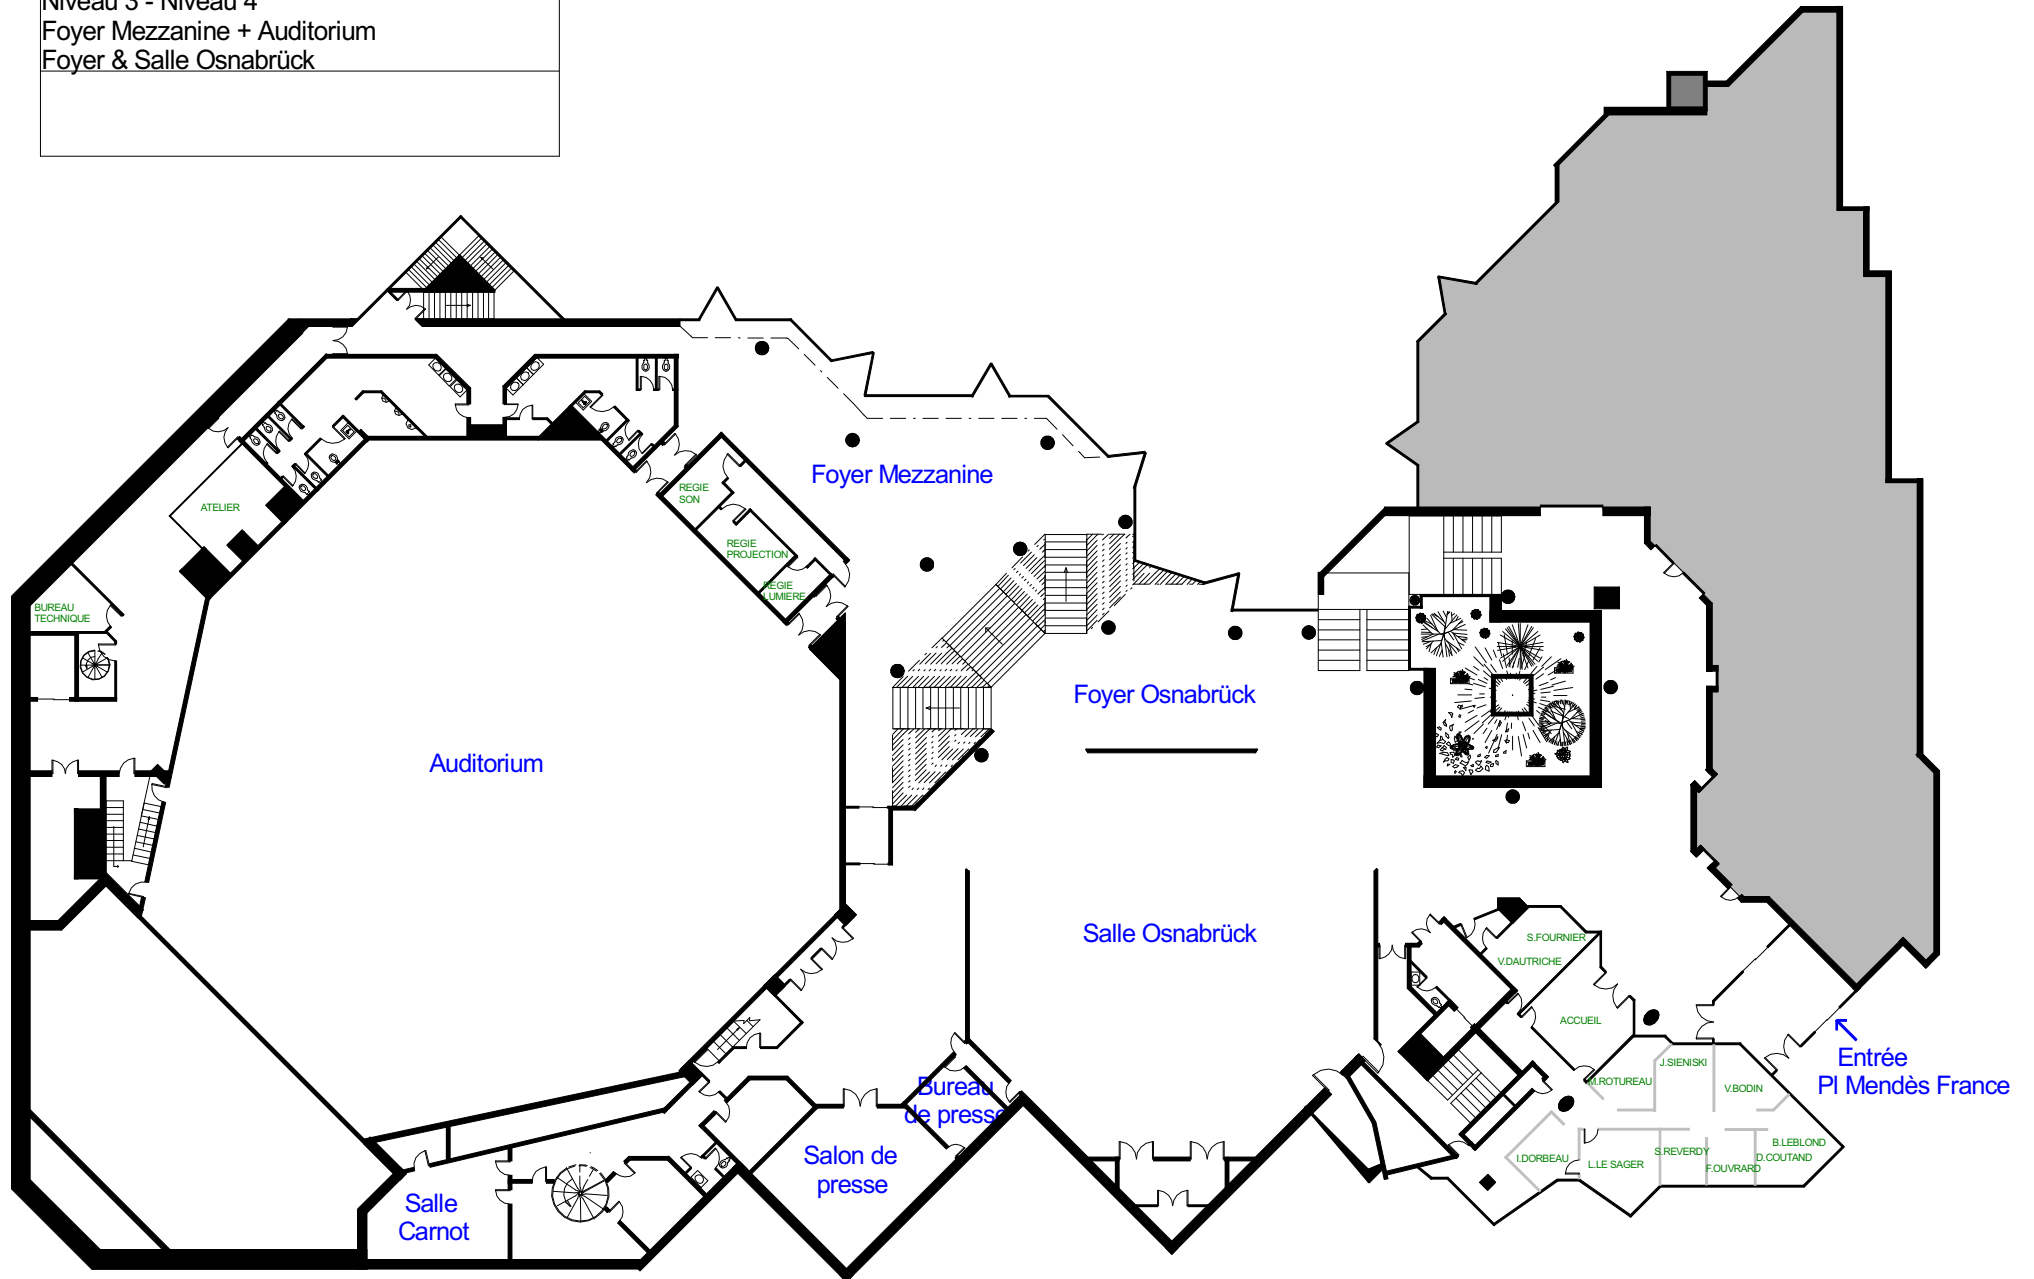 Niveau 3 - Niveau 4
Foyer Mezzanine + Auditorium
Foyer & Salle Osnabrück
Foyer Mezzanine
REGIE
SON
ATELIER
REGIE
PROJECTION
REGIE
LUMIERE
BUREAU
TECHNIQUE
Foyer Osnabrück
Auditorium
Salle Osnabrück
S.FOURNIER
V.DAUTRICHE
ACCUEIL
Entrée
Pl Mendès France
J.SIENISKI
M.ROTUREAU
V.BODIN
Bureau
de presse
B.LEBLOND
D.COUTAND
S.REVERDY
I.DORBEAU
L.LE SAGER
F.OUVRARD
Salon de
presse
Salle
Carnot